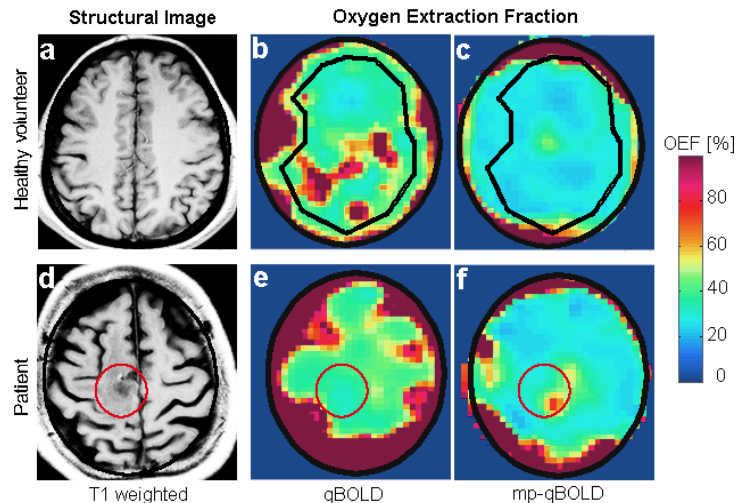 Structural Image
Oxygen Extraction Fraction
Healthy volunteer
a
b
c
OEF [%]
80
60
40
20
0
Patient
d
e
f
T1 weighted
qBOLD
mp-qBOLD